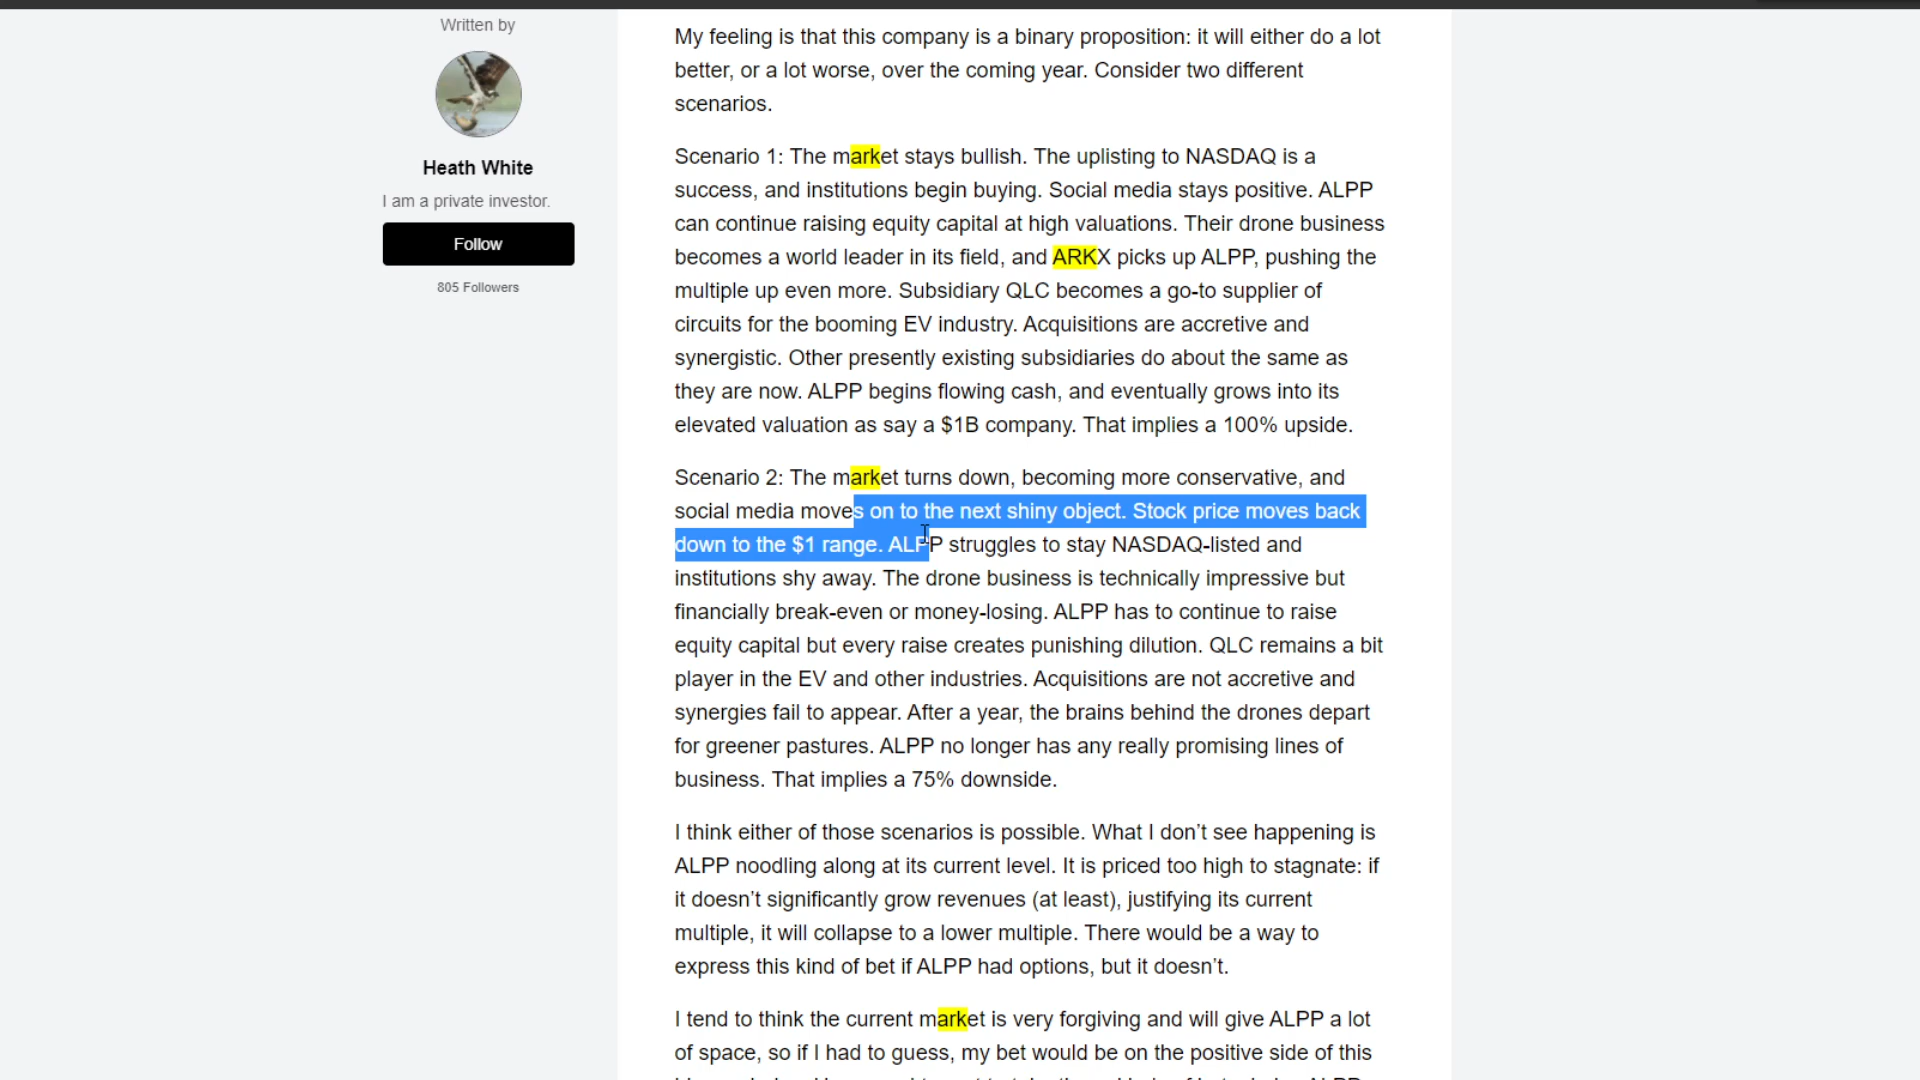 Written by
Heath White
I am a private investor.
Follow
805 Followers
My feeling is that this company is a binary proposition: it will either do a lot
better, or a lot worse, over the coming year. Consider two different
scenarios.
Scenario 1: The market stays bullish. The uplisting to NASDAQ is a
success, and institutions begin buying. Social media stays positive. ALPP
can continue raising equity capital at high valuations. Their drone business
becomes a world leader in its field, and ARKX picks up ALPP, pushing the
multiple up even more. Subsidiary QLC becomes a go-to supplier of
circuits for the booming EV industry. Acquisitions are accretive and
synergistic. Other presently existing subsidiaries do about the same as
they are now. ALPP begins flowing cash, and eventually grows into its
elevated valuation as say a $1B company. That implies a 100% upside.
Scenario 2: The market turns down, becoming more conservative, and
social media moves on to the next shiny object. Stock price moves back
down to the $1 range. ALPP struggles to stay NASDAQ-listed and
institutions shy away. The drone business is technically impressive but
financially break-even or money-losing. ALPP has to continue to raise
equity capital but every raise creates punishing dilution. QLC remains a bit
player in the EV and other industries. Acquisitions are not accretive and
synergies fail to appear. After a year, the brains behind the drones depart
for greener pastures. ALPP no longer has any really promising lines of
business. That implies a 75% downside.
I think either of those scenarios is possible. What I don’t see happening is
ALPP noodling along at its current level. It is priced too high to stagnate: if
it doesn’t significantly grow revenues (at least), justifying its current
multiple, it will collapse to a lower multiple. There would be a way to
express this kind of bet if ALPP had options, but it doesn’t.
I tend to think the current market is very forgiving and will give ALPP a lot
of space, so if I had to guess, my bet would be on the positive side of this